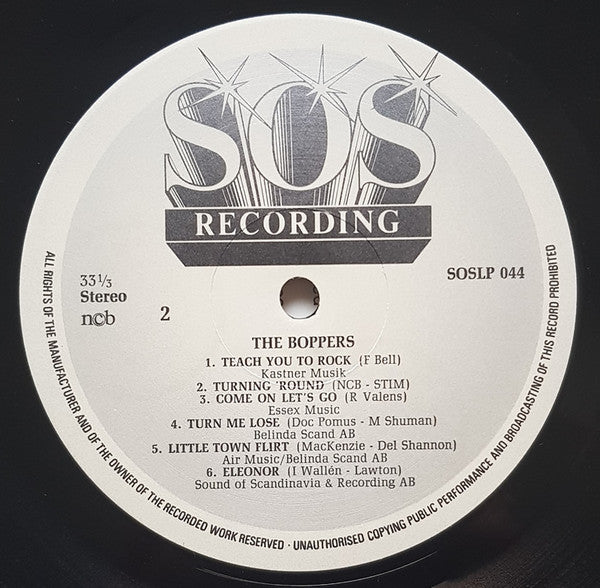 SOS
RECORDING
33 1/3
Stereo
ncb
2
SOSLP 044
THE BOPPERS
1. TEACH YOU TO ROCK (F Bell)
Kastner Musik
2. TURNING 'ROUND (NCB - STIM)
3. COME ON LET'S GO (R Valens)
Essex Music
4. TURN ME LOSE (Doc Pomus - M Shuman)
Belinda Scand AB
5. LITTLE TOWN FLIRT (MacKenzie - Del Shannon)
Air Music/Belinda Scand AB
6. ELEONOR (I Wallén - Lawton)
Sound of Scandinavia & Recording AB
ALL RIGHTS OF THE MANUFACTURER AND OF THE OWNER OF THE RECORDED WORK RESERVED · UNAUTHORISED COPYING PUBLIC PERFORMANCE AND BROADCASTING OF THIS RECORD PROHIBITED